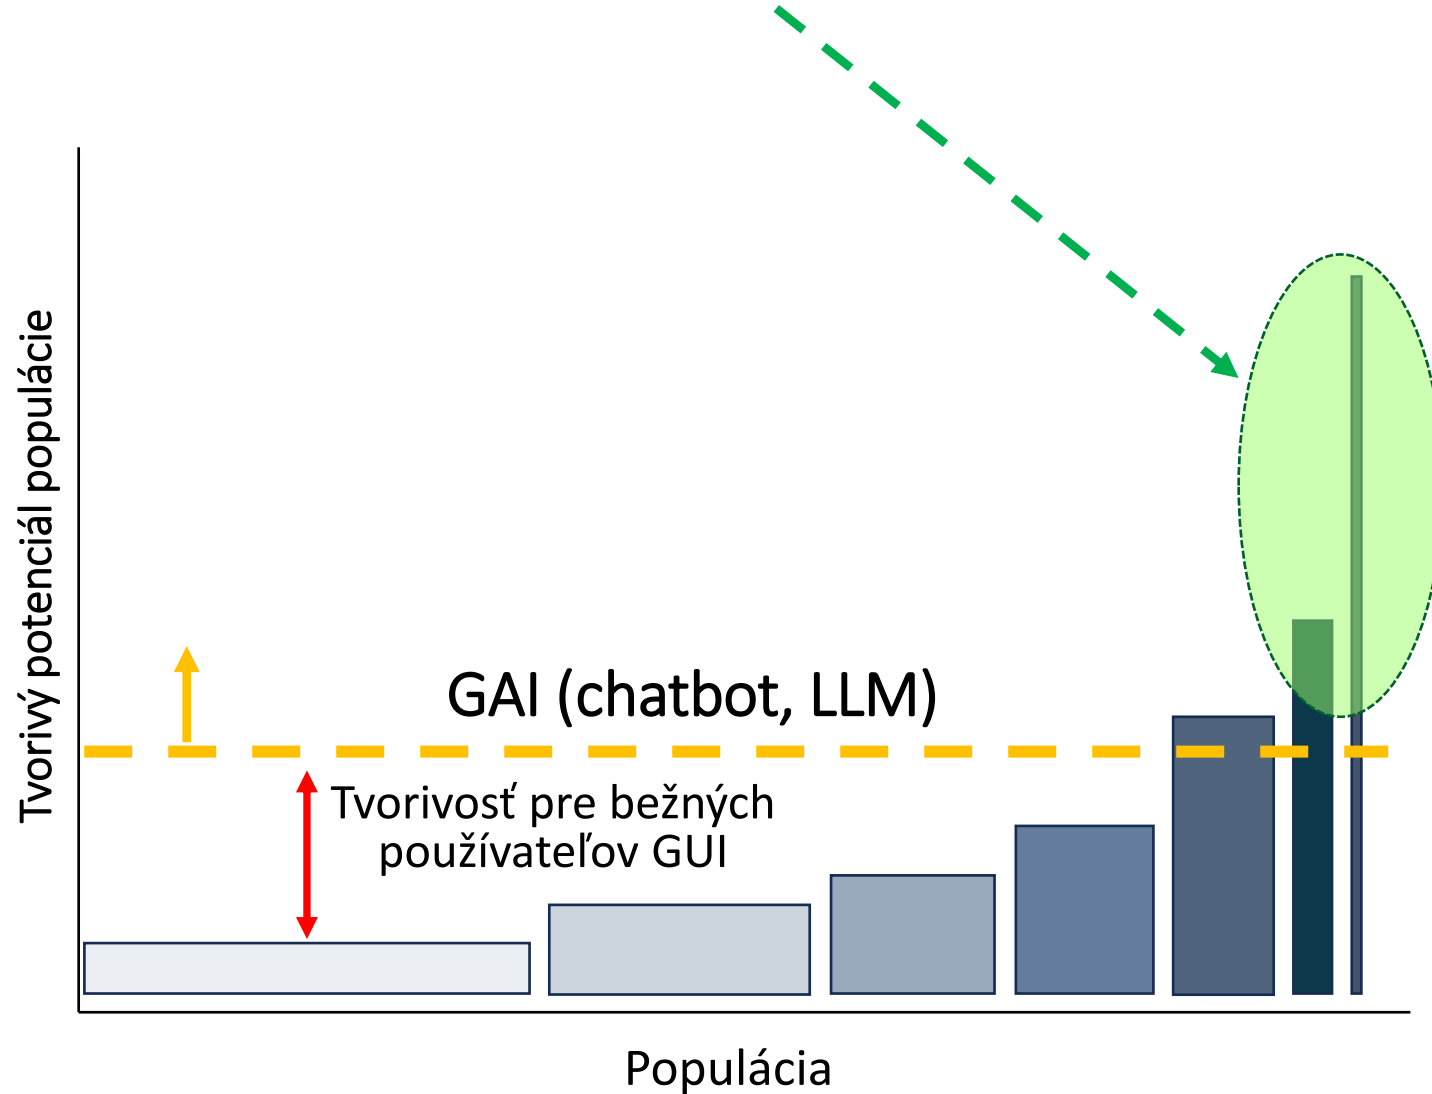 Tvorivý potenciál populácie
GAI (chatbot, LLM)
Tvorivosť pre bežných
používateľov GUI
Populácia